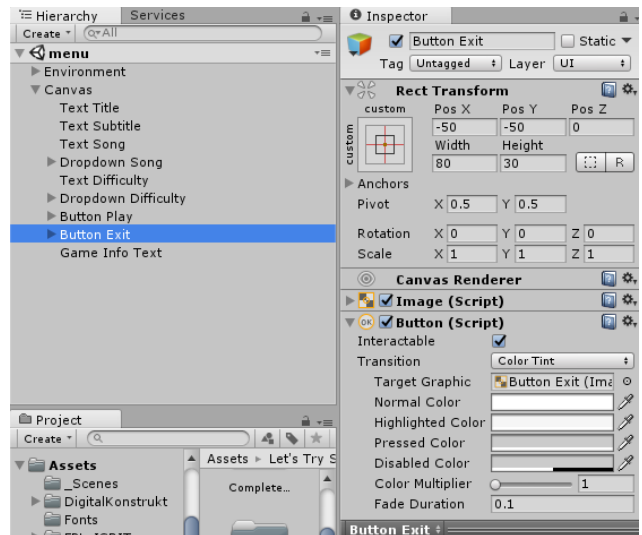 Hierarchy
Services
Create
All
menu
Environment
Canvas
Text Title
Text Subtitle
Text Song
Dropdown Song
Text Difficulty
Dropdown Difficulty
Button Play
Button Exit
Game Info Text
Project
Create
Assets
_Scenes
DigitalKonstrukt
Fonts
Assets ▸ Let's Try S
Complete...
Inspector
Button Exit
Static
Tag Untagged Layer UI
Rect Transform
custom Pos X Pos Y Pos Z
custom
-50 -50 0
Width Height
80 30 R
Anchors
Pivot X 0.5 Y 0.5
Rotation X 0 Y 0 Z 0
Scale X 1 Y 1 Z 1
Canvas Renderer
Image (Script)
OK Button (Script)
Interactable
Transition Color Tint
Target Graphic Button Exit (Ima
Normal Color
Highlighted Color
Pressed Color
Disabled Color
Color Multiplier 1
Fade Duration 0.1
Button Exit